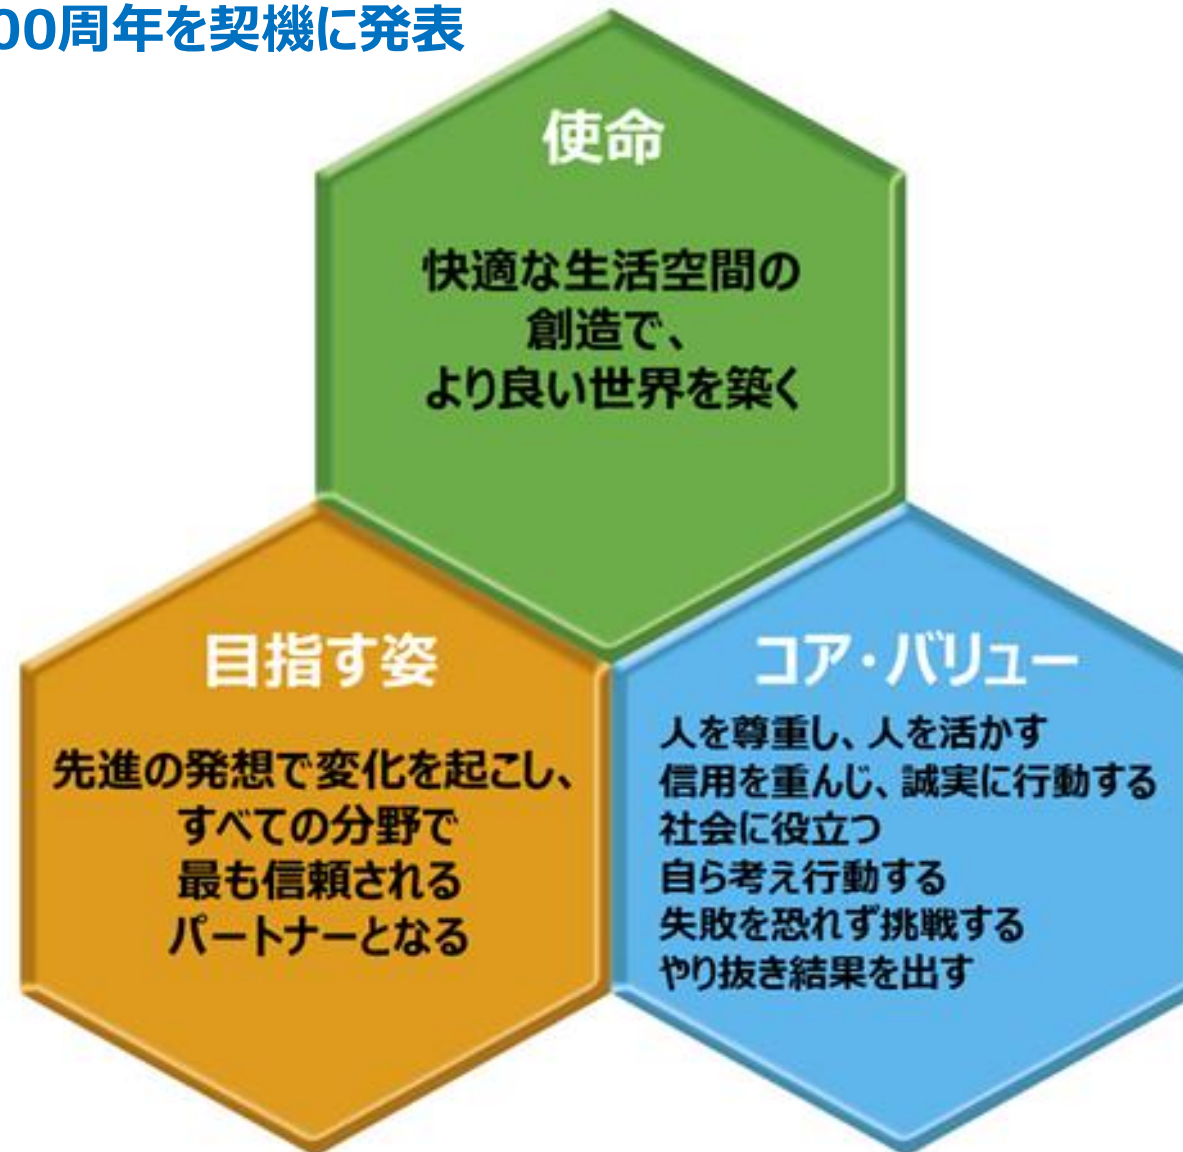 00周年を契機に発表
使命
快適な生活空間の
創造で、
より良い世界を築く
目指す姿
先進の発想で変化を起こし、
すべての分野で
最も信頼される
パートナーとなる
コア・バリュー
人を尊重し、人を活かす
信用を重んじ、誠実に行動する
社会に役立つ
自ら考え行動する
失敗を恐れず挑戦する
やり抜き結果を出す